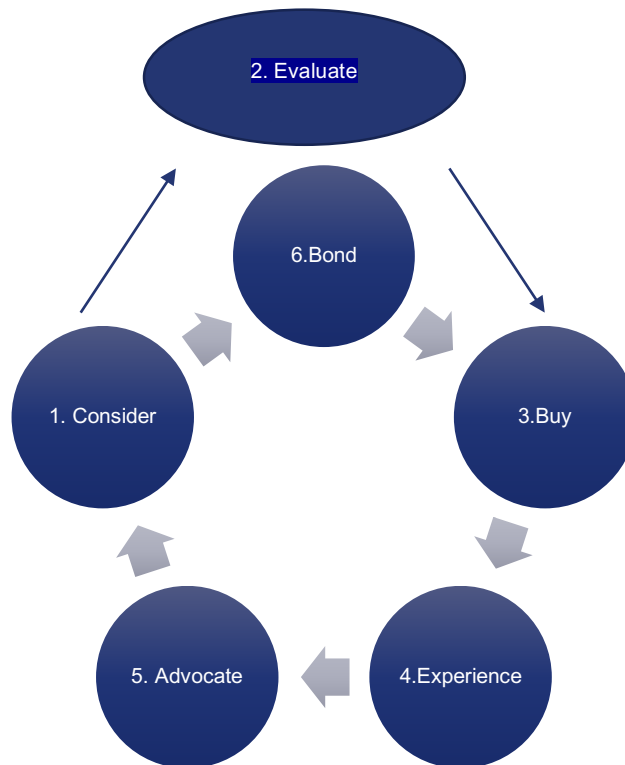 2. Evaluate
6.Bond
1. Consider
3.Buy
5. Advocate
4.Experience